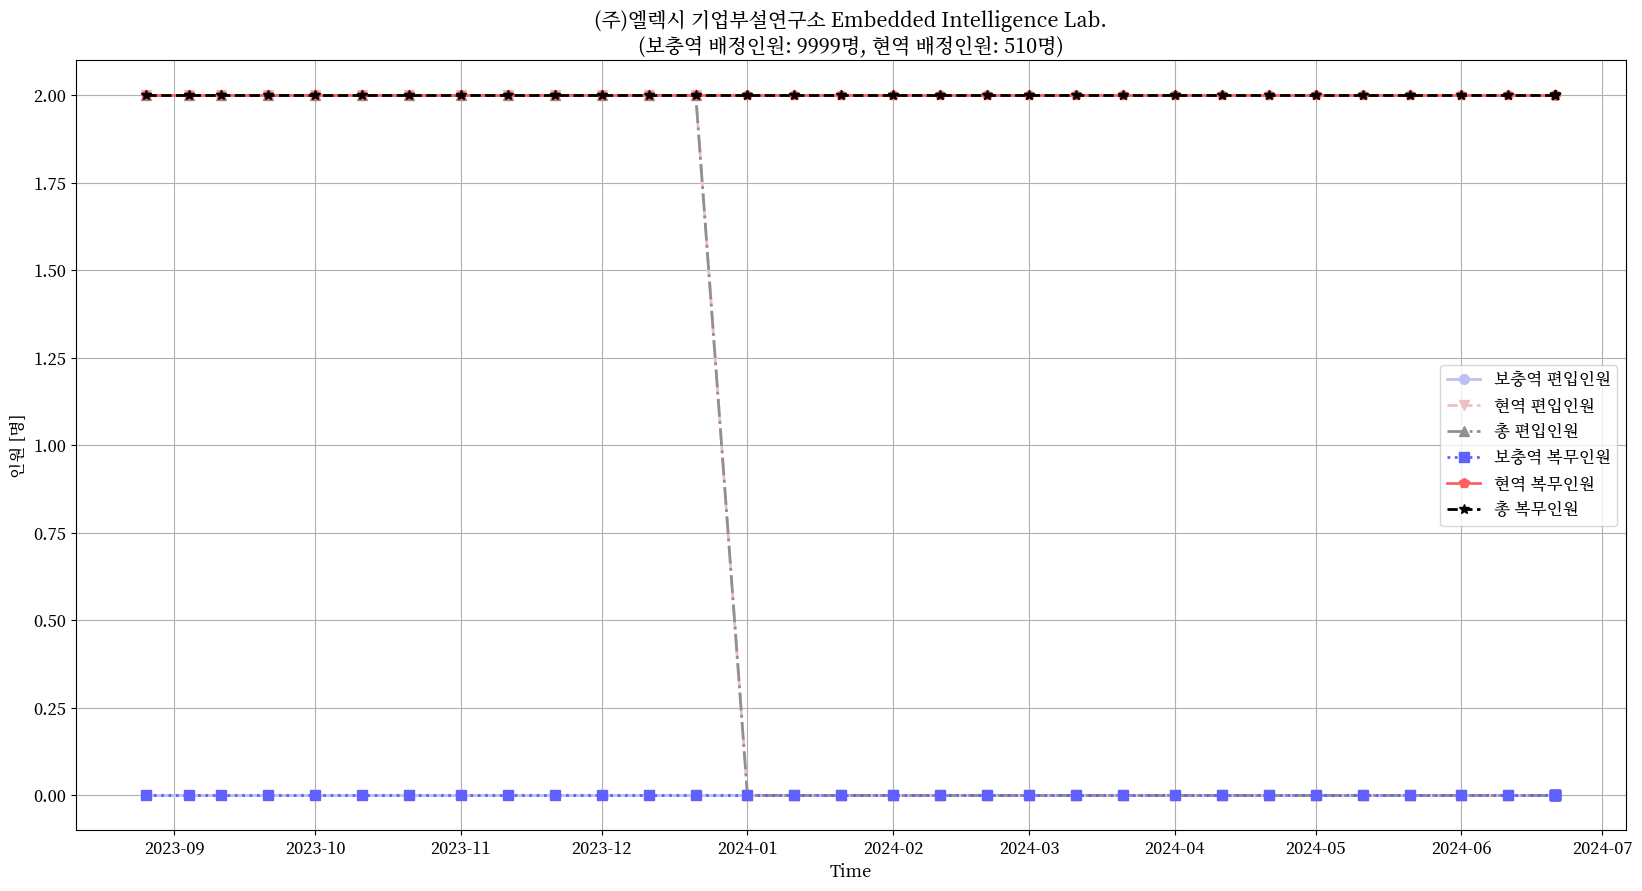 (주)엘렉시 기업부설연구소 Embedded Intelligence Lab.
(보충역 배정인원: 9999명, 현역 배정인원: 510명)
인원 [명]
2.00
1.75
1.50
1.25
1.00
0.75
0.50
0.25
0.00
보충역 편입인원
현역 편입인원
총 편입인원
보충역 복무인원
현역 복무인원
총 복무인원
2023-09 2023-10 2023-11 2023-12 2024-01 2024-02 2024-03 2024-04 2024-05 2024-06 2024-07
Time